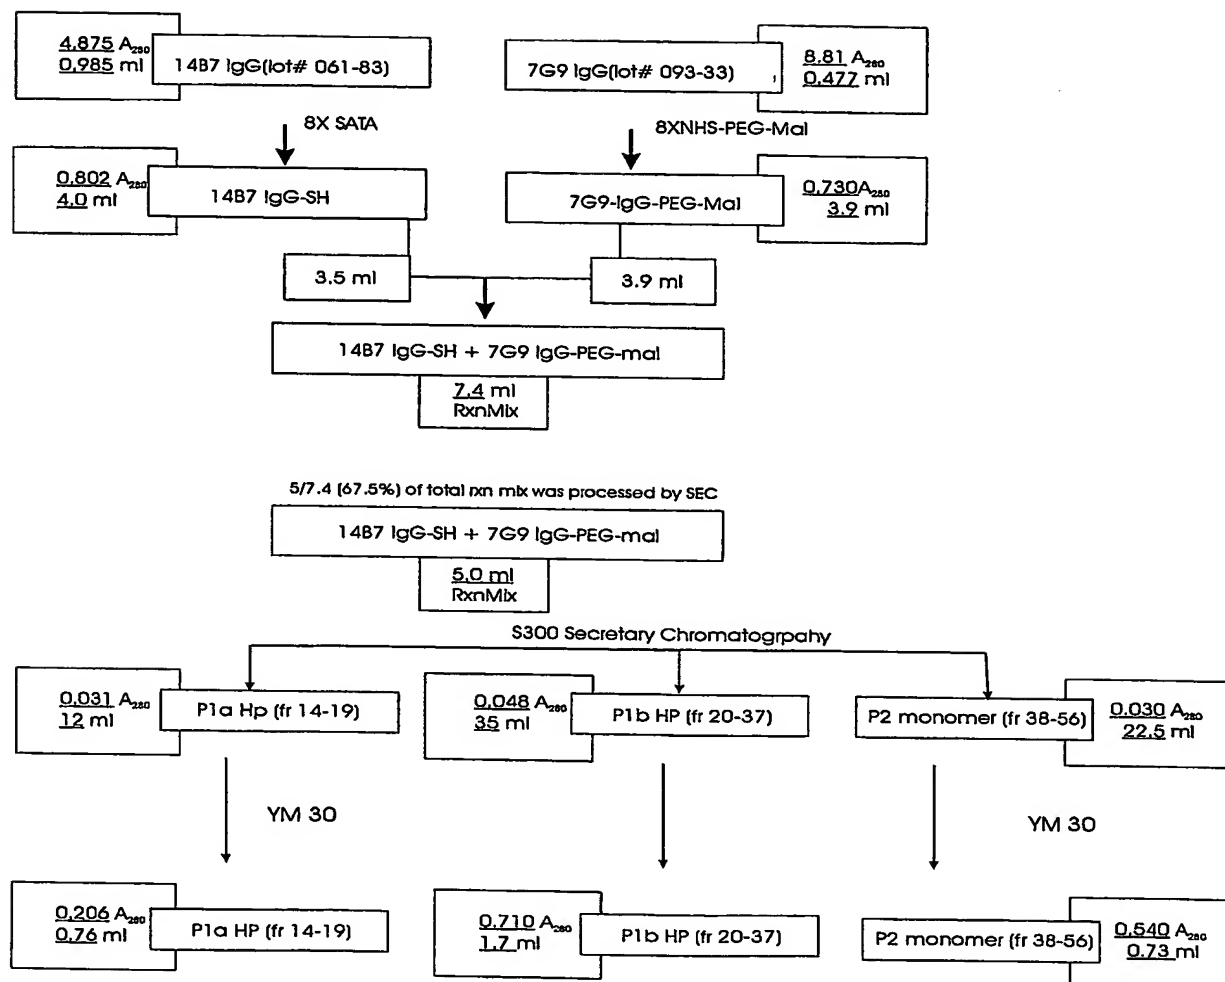 4.875 A280
0.985 ml
14B7 IgG(lot# 061-83)
7G9 IgG(lot# 093-33)
8.81 A280
0.477 ml
8X SATA
8XNHS-PEG-Mal
0.802 A280
4.0 ml
14B7 IgG-SH
7G9-IgG-PEG-Mal
0.730A280
3.9 ml
3.5 ml
3.9 ml
14B7 IgG-SH + 7G9 IgG-PEG-mal
7.4 ml
RxnMix
5/7.4 (67.5%) of total rxn mix was processed by SEC
14B7 IgG-SH + 7G9 IgG-PEG-mal
5.0 ml
RxnMix
S300 Secretary Chromatogrpahy
0.031 A280
12 ml
P1a Hp (fr 14-19)
0.048 A280
35 ml
P1b HP (fr 20-37)
P2 monomer (fr 38-56)
0.030 A280
22.5 ml
YM 30
YM 30
0.206 A280
0.76 ml
P1a HP (fr 14-19)
0.710 A280
1.7 ml
P1b HP (fr 20-37)
P2 monomer (fr 38-56)
0.540 A280
0.73 ml